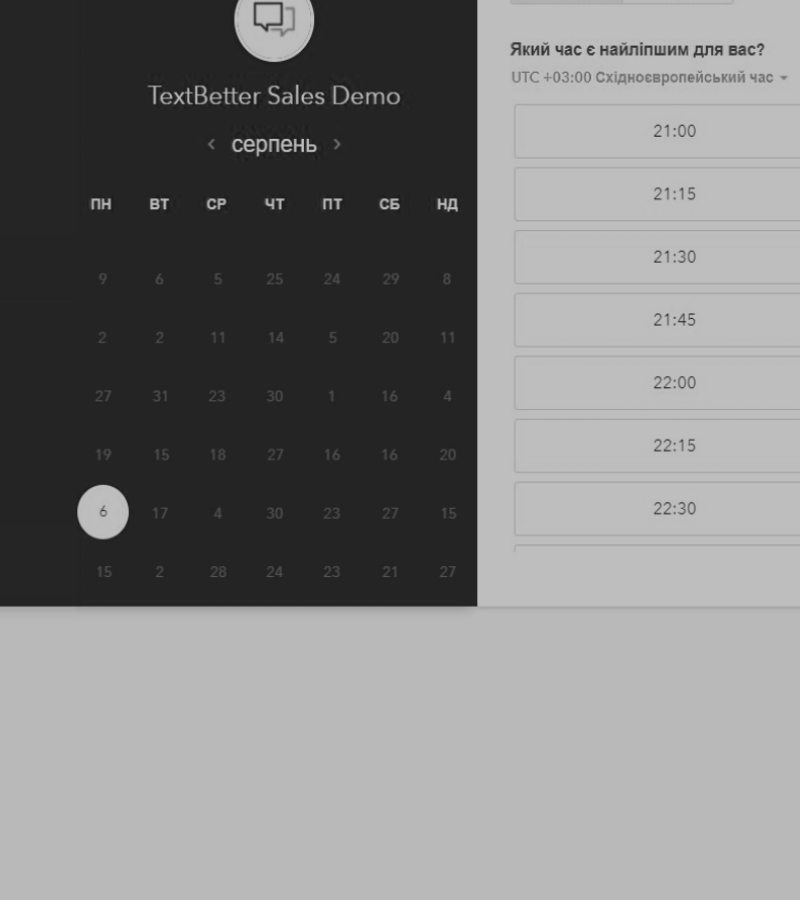 TextBetter Sales Demo
серпень
ПН ВТ СР ЧТ ПТ СБ НД
9 6 5 25 24 29 8
2 2 11 14 5 20 11
27 31 23 30 1 16 4
19 15 18 27 16 16 20
6 17 4 30 23 27 15
15 2 28 24 23 21 27
Який час є найліпшим для вас?
UTC +03:00 Східноєвропейський час
21:00
21:15
21:30
21:45
22:00
22:15
22:30